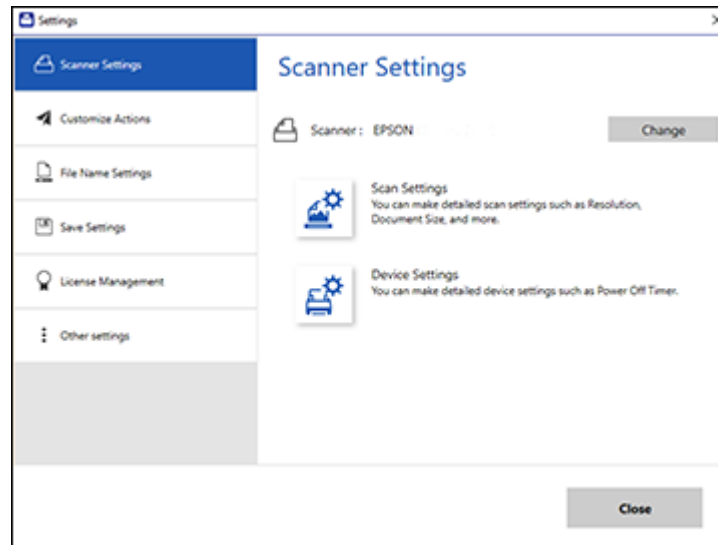 Settings
Scanner Settings
Customize Actions
File Name Settings
Save Settings
License Management
Other settings
Scanner Settings
Scanner : EPSON
Change
Scan Settings
You can make detailed scan settings such as Resolution,
Document Size, and more.
Device Settings
You can make detailed device settings such as Power Off Timer.
Close